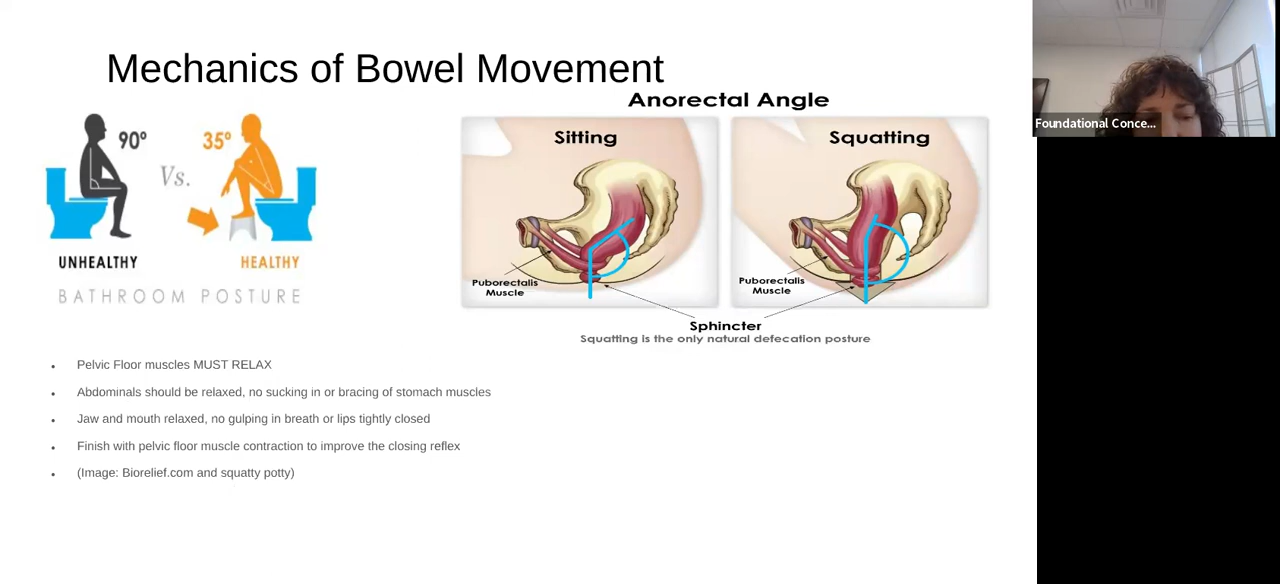 Mechanics of Bowel Movement
90º
Vs.
35º
UNHEALTHY
HEALTHY
BATHROOM POSTURE
Anorectal Angle
Sitting
Squatting
Puborectalis
Muscle
Puborectalis
Muscle
Sphincter
Squatting is the only natural defecation posture
Pelvic Floor muscles MUST RELAX
Abdominals should be relaxed, no sucking in or bracing of stomach muscles
Jaw and mouth relaxed, no gulping in breath or lips tightly closed
Finish with pelvic floor muscle contraction to improve the closing reflex
(Image: Biorelief.com and squatty potty)
Foundational Conce...